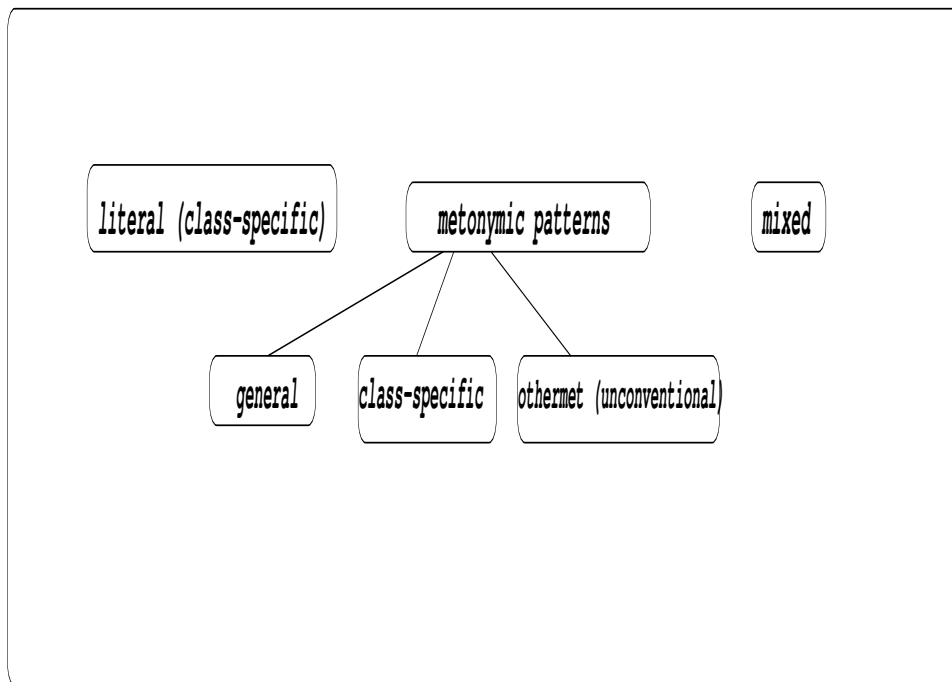 literal (class-specific)
metonymic patterns
mixed
general
class-specific
othermet (unconventional)